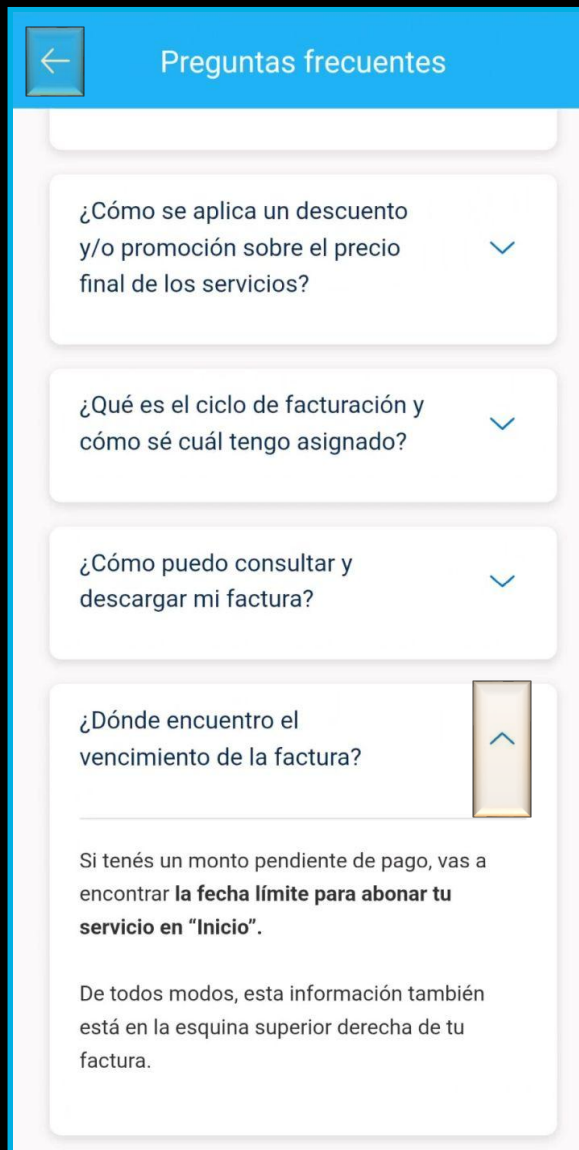 Preguntas frecuentes
¿Cómo se aplica un descuento
y/o promoción sobre el precio
final de los servicios?
¿Qué es el ciclo de facturación y
cómo sé cuál tengo asignado?
¿Cómo puedo consultar y
descargar mi factura?
¿Dónde encuentro el
vencimiento de la factura?
Si tenés un monto pendiente de pago, vas a
encontrar la fecha límite para abonar tu
servicio en “Inicio”.
De todos modos, esta información también
está en la esquina superior derecha de tu
factura.